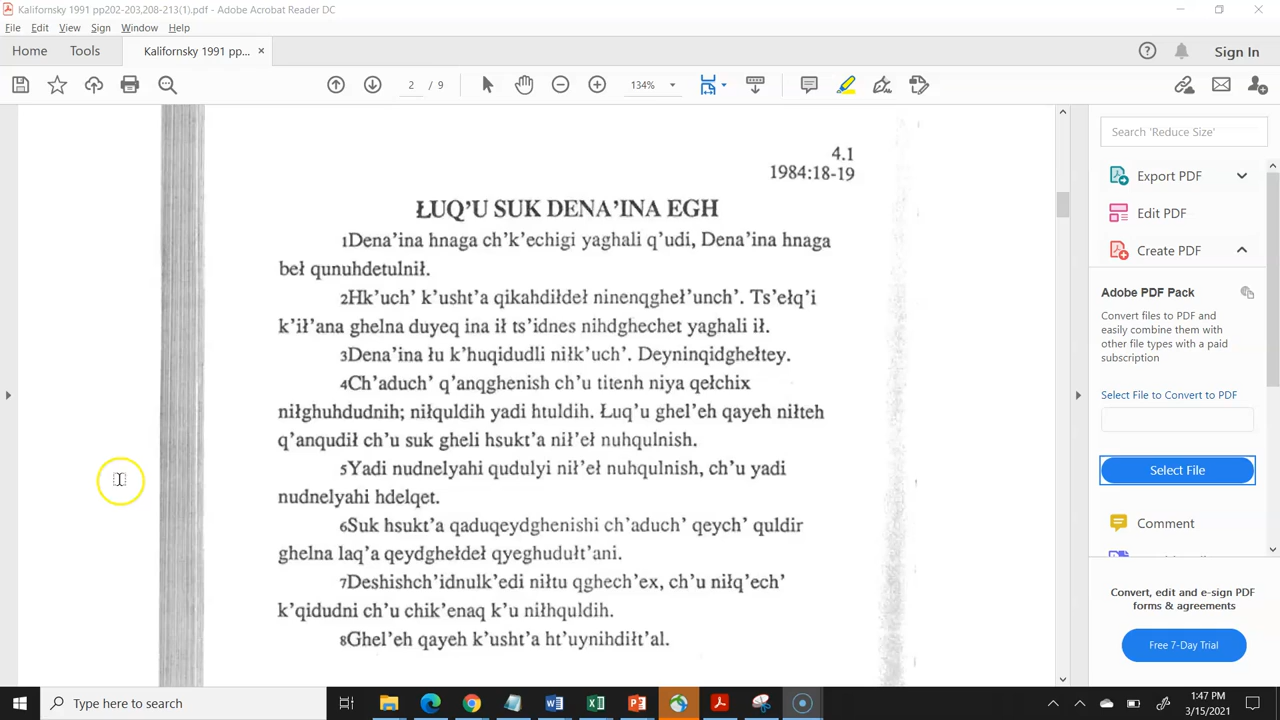 Kalifornsky 1991 pp202-203,208-213(1).pdf - Adobe Acrobat Reader DC
File Edit View Sign Window Help
Home Tools Kalifornsky 1991 pp... × Sign In
2 / 9 134%
Search 'Reduce Size'
Export PDF
Edit PDF
Create PDF
Adobe PDF Pack
Convert files to PDF and
easily combine them with
other file types with a paid
subscription
Select File to Convert to PDF
Select File
Comment
Convert, edit and e-sign PDF
forms & agreements
Free 7-Day Trial
4.1
1984:18-19
ŁUQ’U SUK DENA’INA EGH
1Dena’ina hnaga ch’k’echigi yaghali q’udi, Dena’ina hnaga
beł qunuhdetulnił.
2Hk’uch’ k’usht’a qikahdiłdeł ninenqgheł’unch’. Ts’ełq’i
k’ił’ana ghelna duyeq ina ił ts’idnes nihdghechet yaghali ił.
3Dena’ina łu k’huqidudli niłk’uch’. Deyninqidghełtey.
4Ch’aduch’ q’anqghenish ch’u titenh niya qełchix
niłghuhdudnih; niłquldih yadi htuldih. Łuq’u ghel’eh qayeh niłteh
q’anqudił ch’u suk gheli hsukt’a nił’eł nuhqulnish.
5Yadi nudnelyahi qudulyi nił’eł nuhqulnish, ch’u yadi
nudnelyahi hdelqet.
6Suk hsukt’a qaduqeydghenishi ch’aduch’ qeych’ quldir
ghelna laq’a qeydghełdeł qyeghudułt’ani.
7Deshishch’idnulk’edi niłtu qghech’ex, ch’u niłq’ech’
k’qidudni ch’u chik’enaq k’u niłhquldih.
8Ghel’eh qayeh k’usht’a ht’uynihdiłt’al.
Type here to search
1:47 PM
3/15/2021